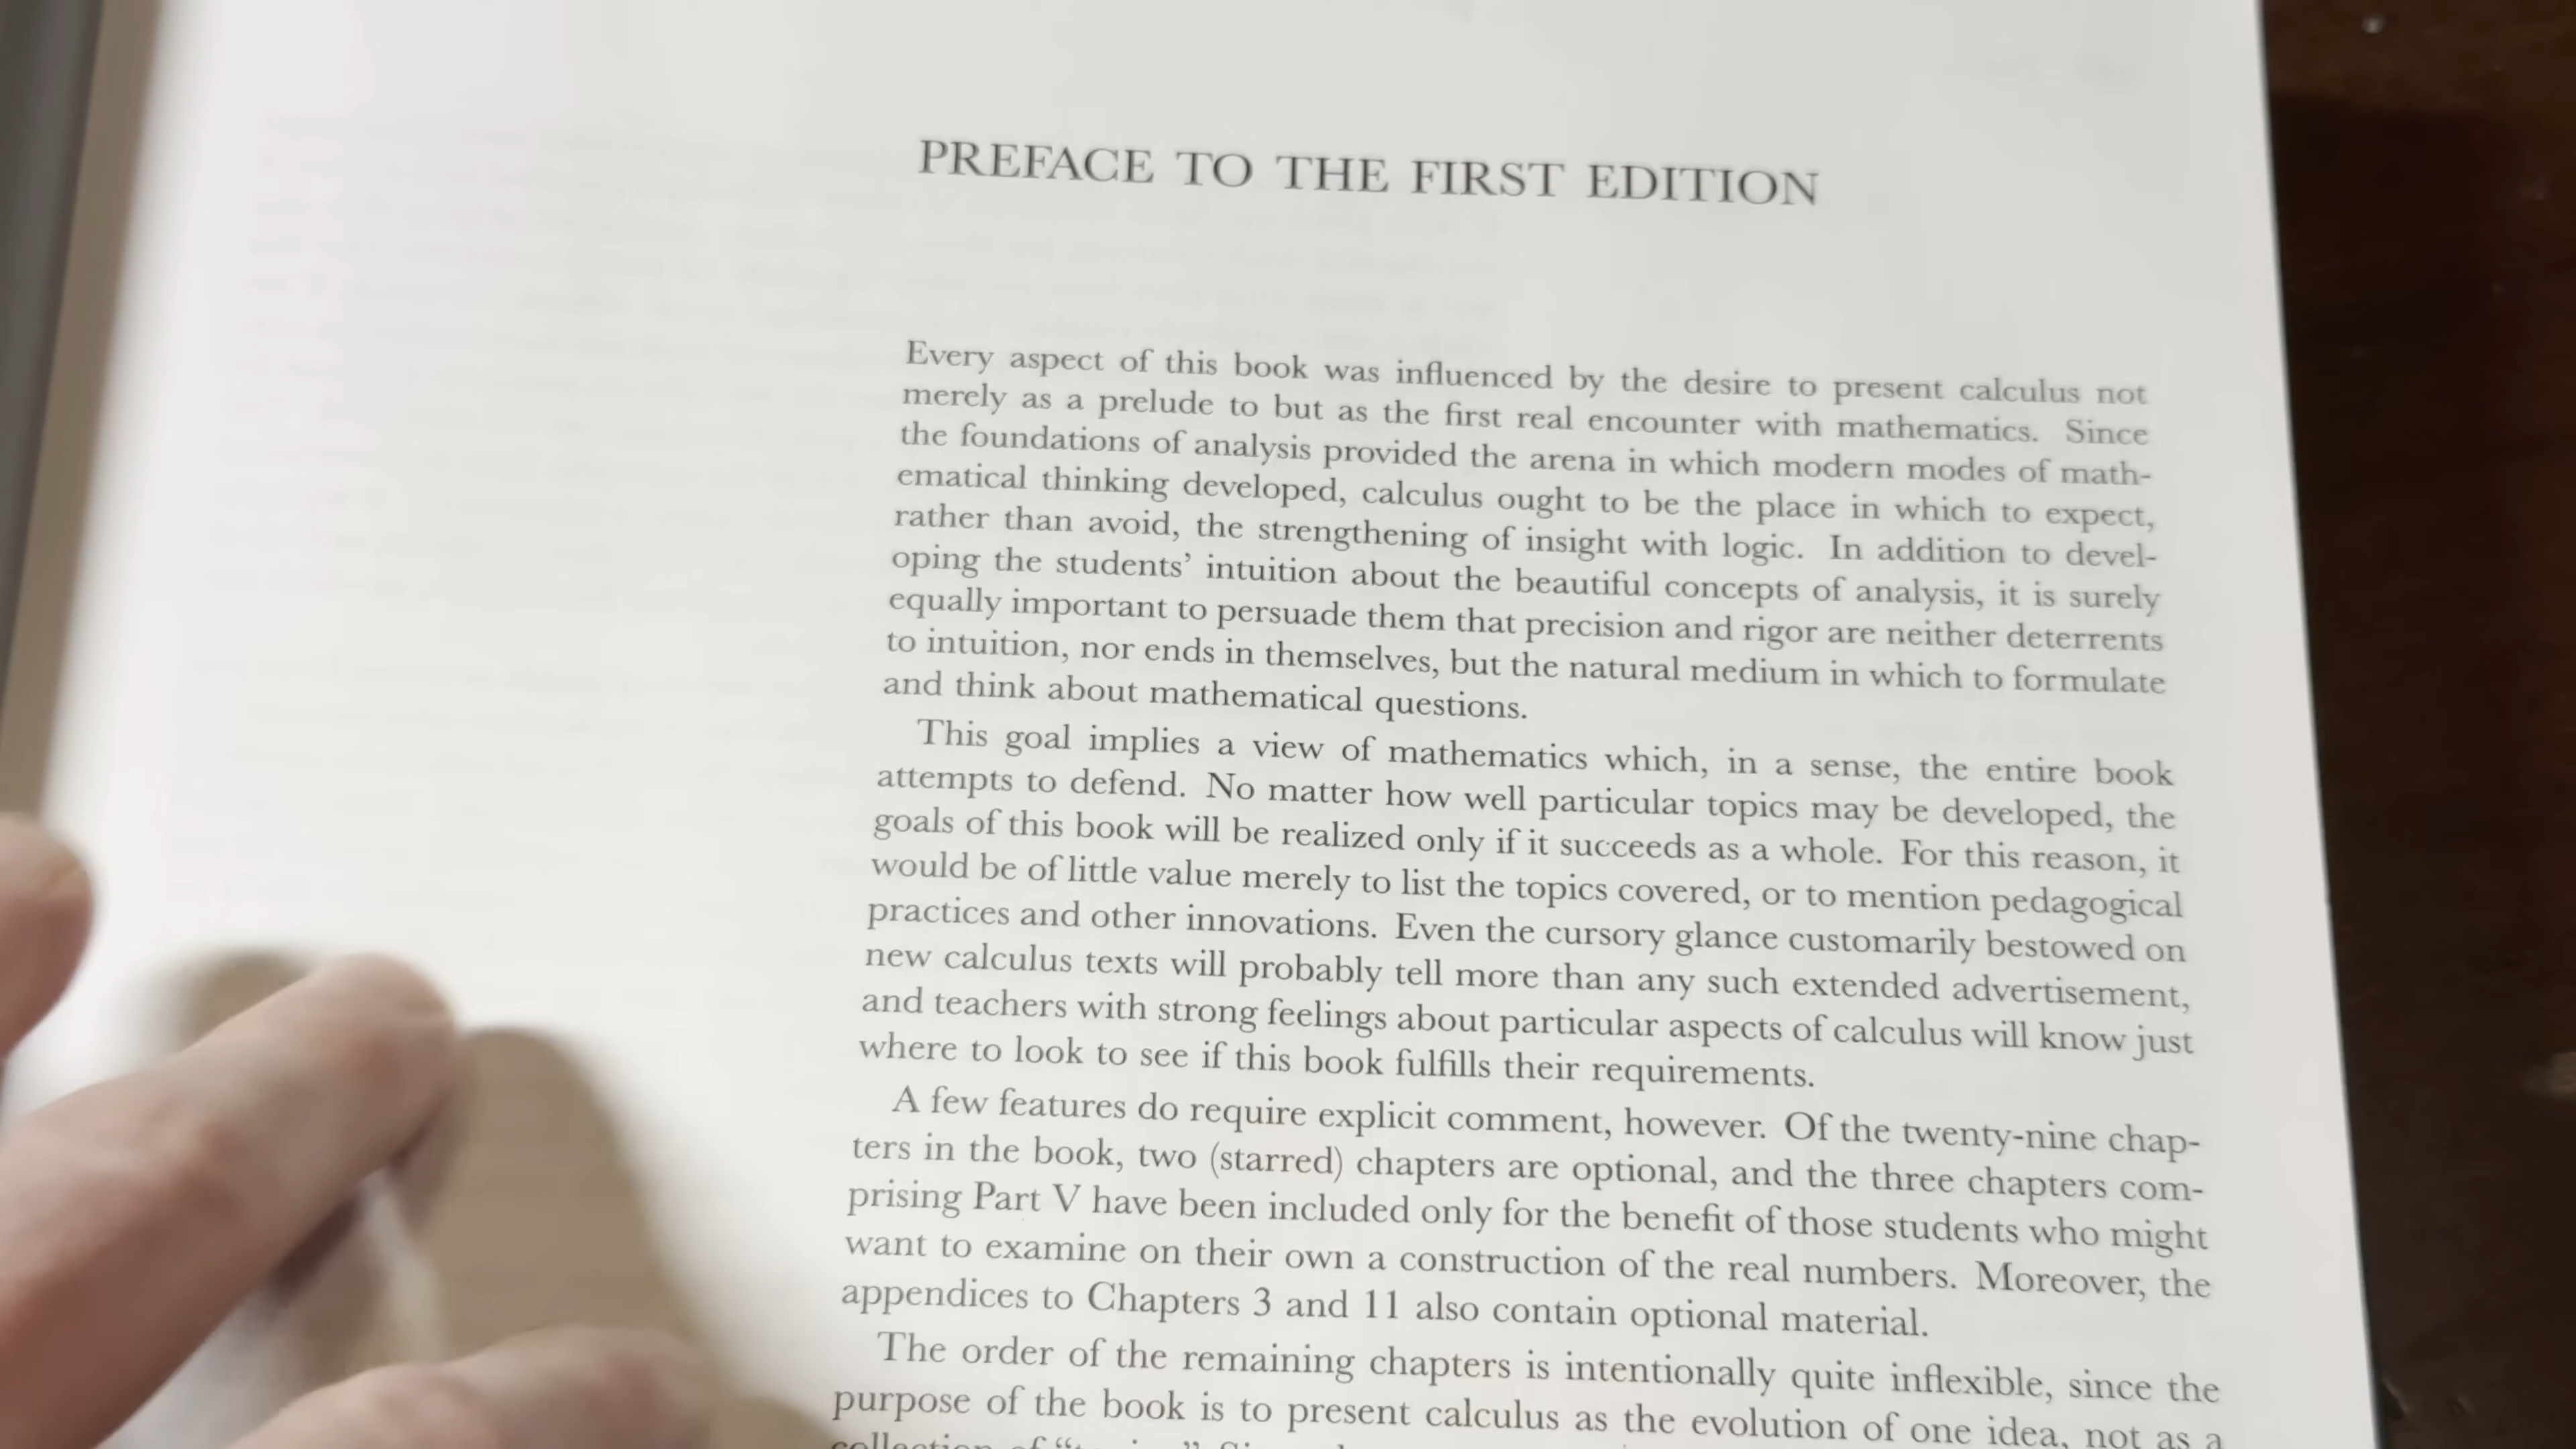 PREFACE TO THE FIRST EDITION
Every aspect of this book was influenced by the desire to present calculus not
merely as a prelude to but as the first real encounter with mathematics. Since
the foundations of analysis provided the arena in which modern modes of math-
ematical thinking developed, calculus ought to be the place in which to expect,
rather than avoid, the strengthening of insight with logic. In addition to devel-
oping the students’ intuition about the beautiful concepts of analysis, it is surely
equally important to persuade them that precision and rigor are neither deterrents
to intuition, nor ends in themselves, but the natural medium in which to formulate
and think about mathematical questions.
This goal implies a view of mathematics which, in a sense, the entire book
attempts to defend. No matter how well particular topics may be developed, the
goals of this book will be realized only if it succeeds as a whole. For this reason, it
would be of little value merely to list the topics covered, or to mention pedagogical
practices and other innovations. Even the cursory glance customarily bestowed on
new calculus texts will probably tell more than any such extended advertisement,
and teachers with strong feelings about particular aspects of calculus will know just
where to look to see if this book fulfills their requirements.
A few features do require explicit comment, however. Of the twenty-nine chap-
ters in the book, two (starred) chapters are optional, and the three chapters com-
prising Part V have been included only for the benefit of those students who might
want to examine on their own a construction of the real numbers. Moreover, the
appendices to Chapters 3 and 11 also contain optional material.
The order of the remaining chapters is intentionally quite inflexible, since the
purpose of the book is to present calculus as the evolution of one idea, not as a
collection of